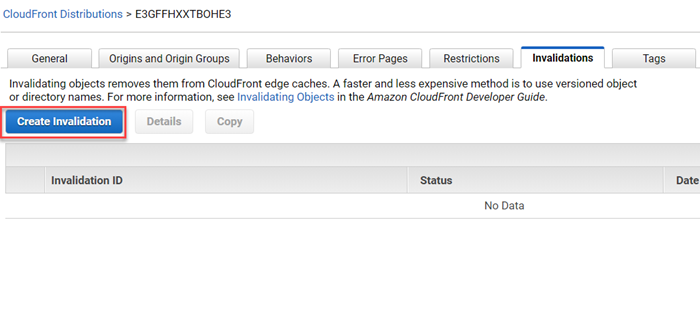 CloudFront Distributions > E3GFFHXXTBOHE3
General Origins and Origin Groups Behaviors Error Pages Restrictions Invalidations Tags
Invalidating objects removes them from CloudFront edge caches. A faster and less expensive method is to use versioned object
or directory names. For more information, see Invalidating Objects in the Amazon CloudFront Developer Guide.
Create Invalidation Details Copy
Invalidation ID Status Date
No Data